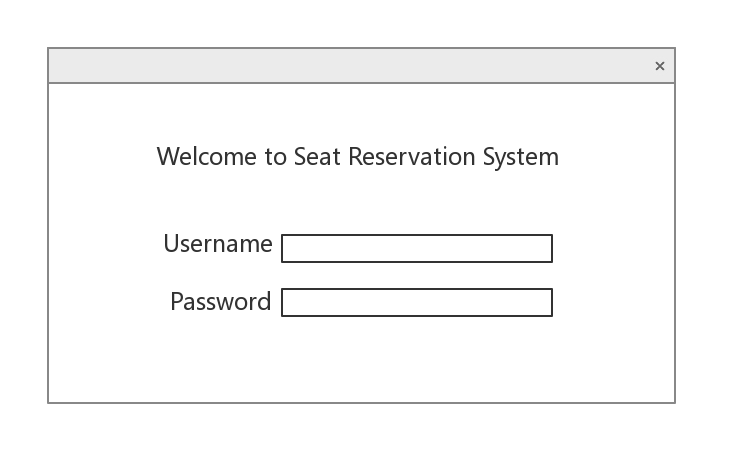 ×
Welcome to Seat Reservation System
Username
Password